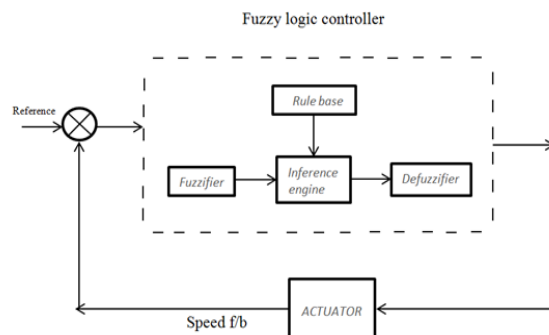 Fuzzy logic controller
Rule base
Reference
Fuzzifier
Inference
engine
Defuzzifier
ACTUATOR
Speed f/b